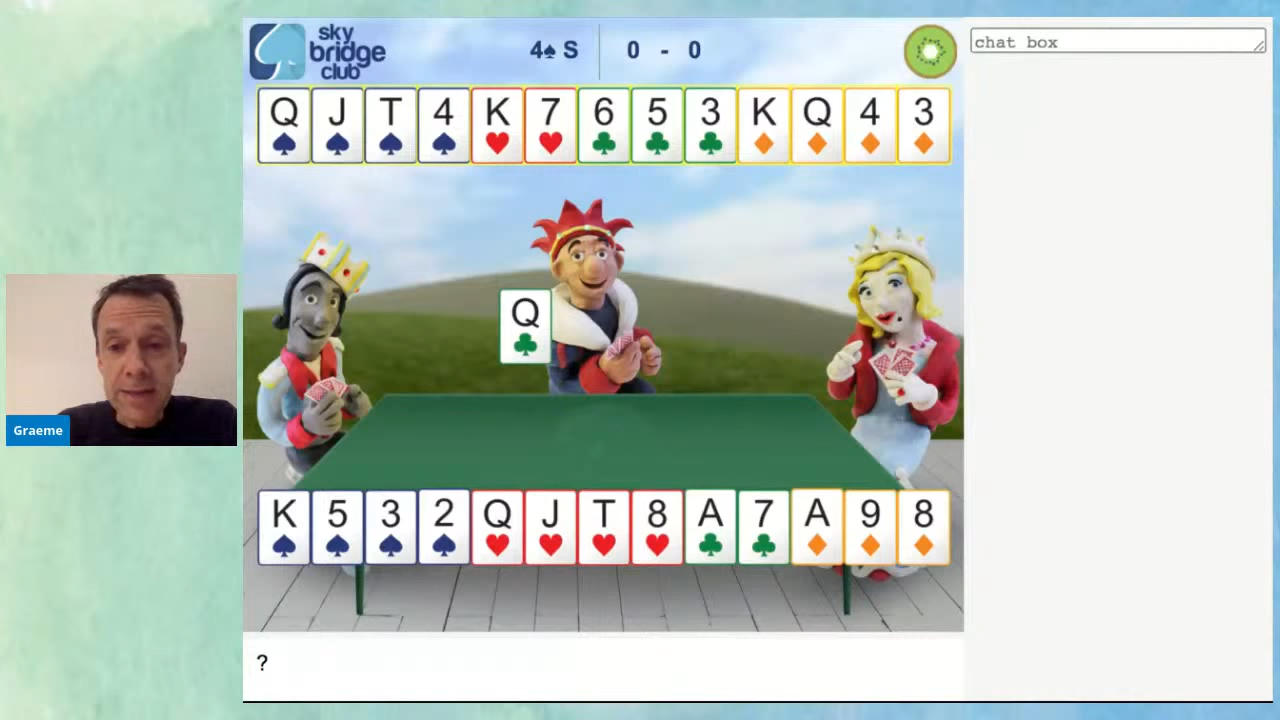 sky
bridge
club
4♠ S 0 - 0
chat box
Q J T 4 K 7 6 5 3 K Q 4 3
♠ ♠ ♠ ♠ ♥ ♥ ♣ ♣ ♣ ♦ ♦ ♦ ♦
Q
♣
Graeme
K 5 3 2 Q J T 8 A 7 A 9 8
♠ ♠ ♠ ♠ ♥ ♥ ♥ ♥ ♣ ♣ ♦ ♦ ♦
?